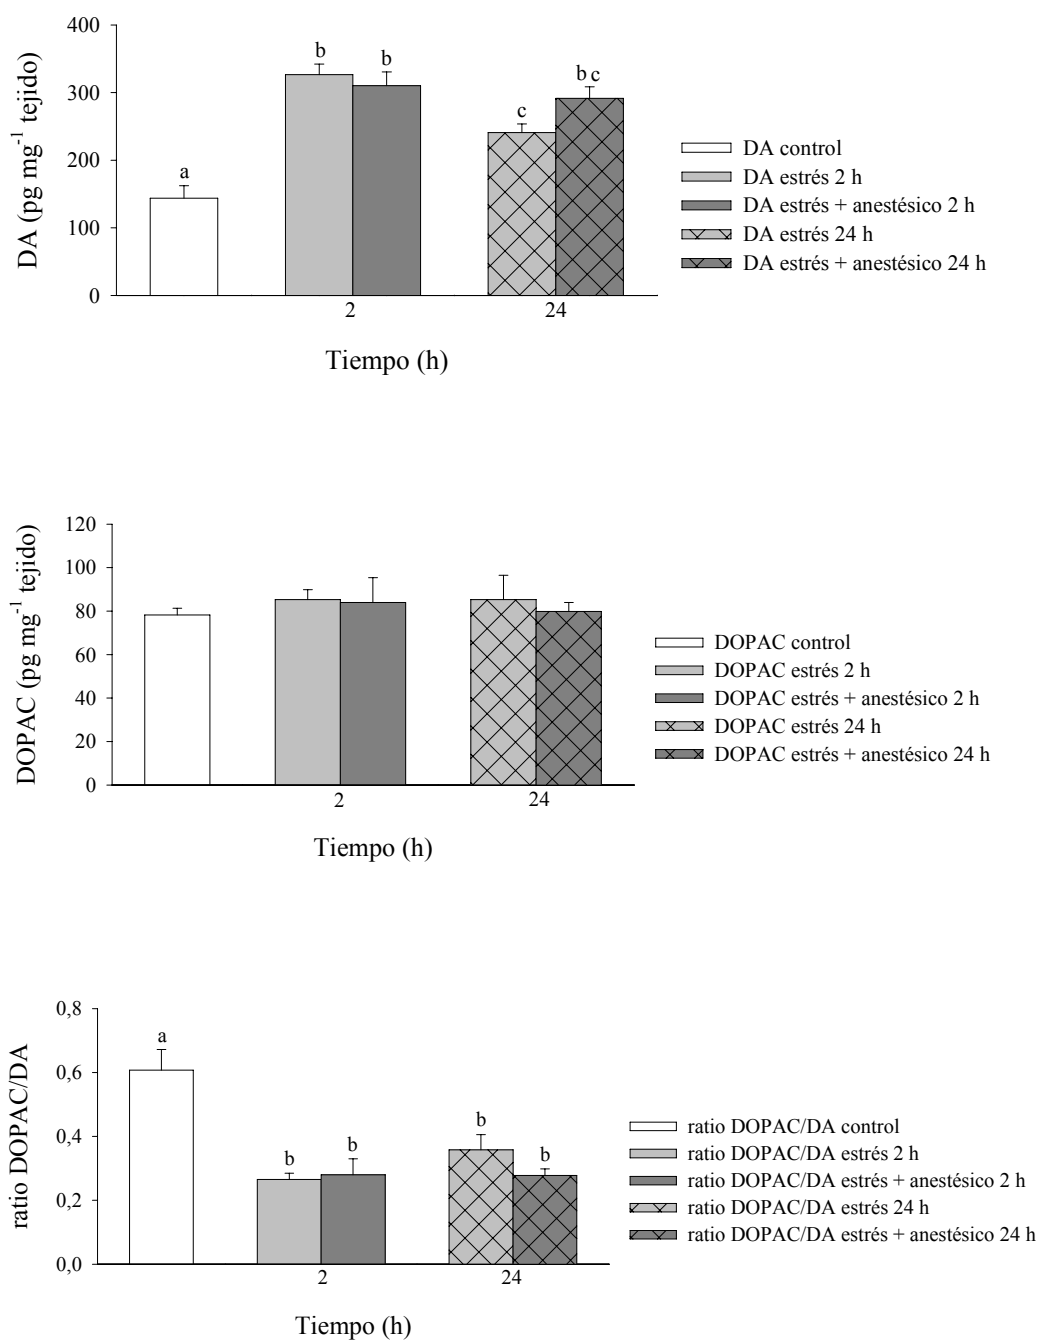 400
300
200
100
0
DA (pg mg⁻¹ tejido)
a
b
b
c
b c
2
24
Tiempo (h)
DA control
DA estrés 2 h
DA estrés + anestésico 2 h
DA estrés 24 h
DA estrés + anestésico 24 h
120
100
80
60
40
20
0
DOPAC (pg mg⁻¹ tejido)
2
24
Tiempo (h)
DOPAC control
DOPAC estrés 2 h
DOPAC estrés + anestésico 2 h
DOPAC estrés 24 h
DOPAC estrés + anestésico 24 h
0,8
0,6
0,4
0,2
0,0
ratio DOPAC/DA
a
b
b
b
b
2
24
Tiempo (h)
ratio DOPAC/DA control
ratio DOPAC/DA estrés 2 h
ratio DOPAC/DA estrés + anestésico 2 h
ratio DOPAC/DA estrés 24 h
ratio DOPAC/DA estrés + anestésico 24 h